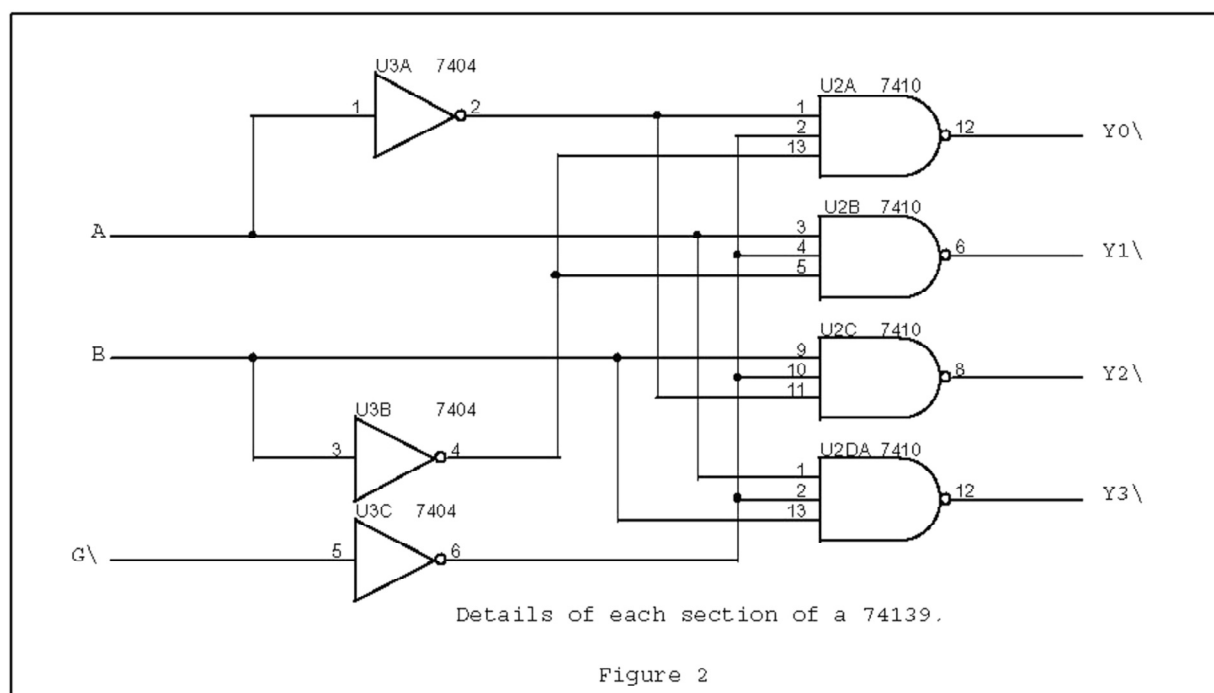 U3A 7404
1
2
U2A 7410
1
2
13
12
Y0\
A
U2B 7410
3
4
5
6
Y1\
B
U2C 7410
9
10
11
8
Y2\
U3B 7404
3
4
U2DA 7410
1
2
13
12
Y3\
U3C 7404
G\
5
6
Details of each section of a 74139.
Figure 2